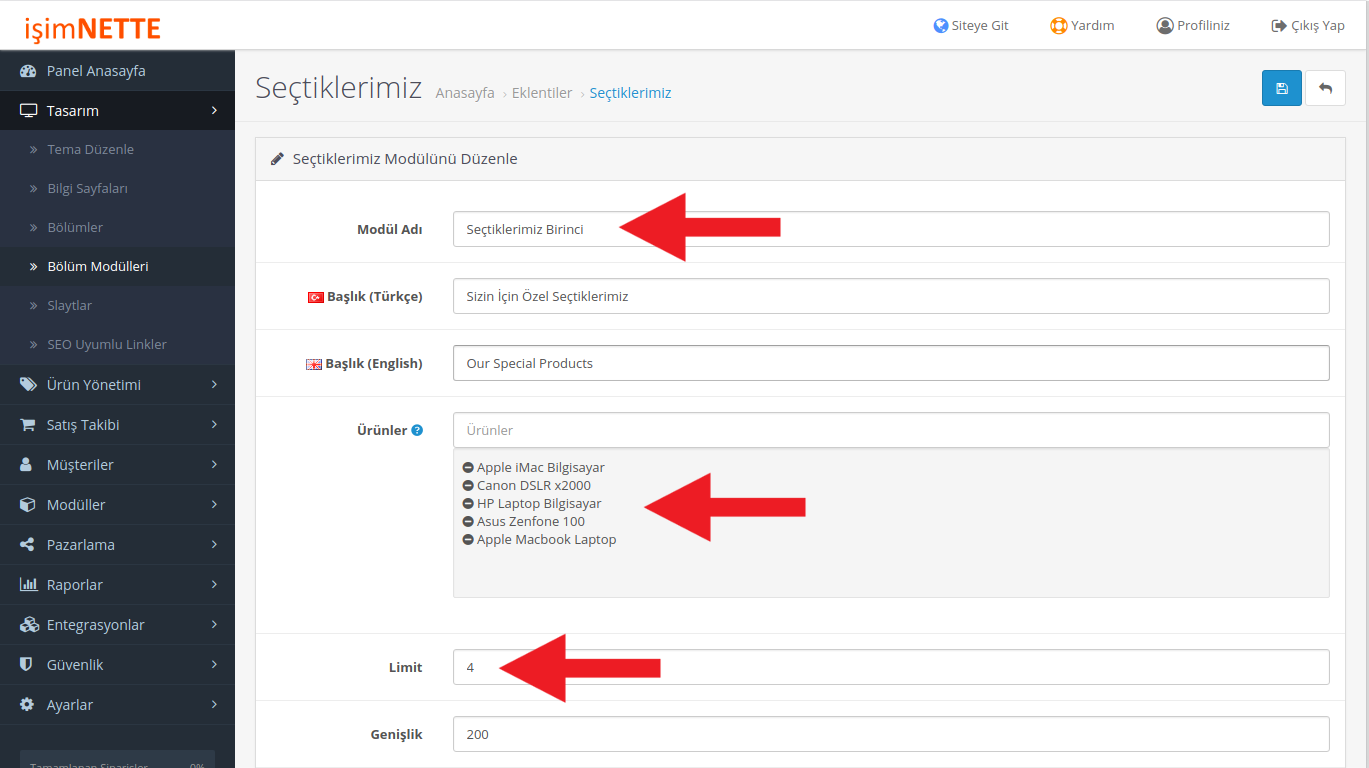 işimNETTE
Siteye Git
Yardım
Profiliniz
Çıkış Yap
Panel Anasayfa
Tasarım
Tema Düzenle
Bilgi Sayfaları
Bölümler
Bölüm Modülleri
Slaytlar
SEO Uyumlu Linkler
Ürün Yönetimi
Satış Takibi
Müşteriler
Modüller
Pazarlama
Raporlar
Entegrasyonlar
Güvenlik
Ayarlar
Tamamlanan Siparişler 0%
Seçtiklerimiz Anasayfa › Eklentiler › Seçtiklerimiz
Seçtiklerimiz Modülünü Düzenle
Modül Adı Seçtiklerimiz Birinci
Başlık (Türkçe) Sizin İçin Özel Seçtiklerimiz
Başlık (English) Our Special Products
Ürünler ? Ürünler
Apple iMac Bilgisayar
Canon DSLR x2000
HP Laptop Bilgisayar
Asus Zenfone 100
Apple Macbook Laptop
Limit 4
Genişlik 200